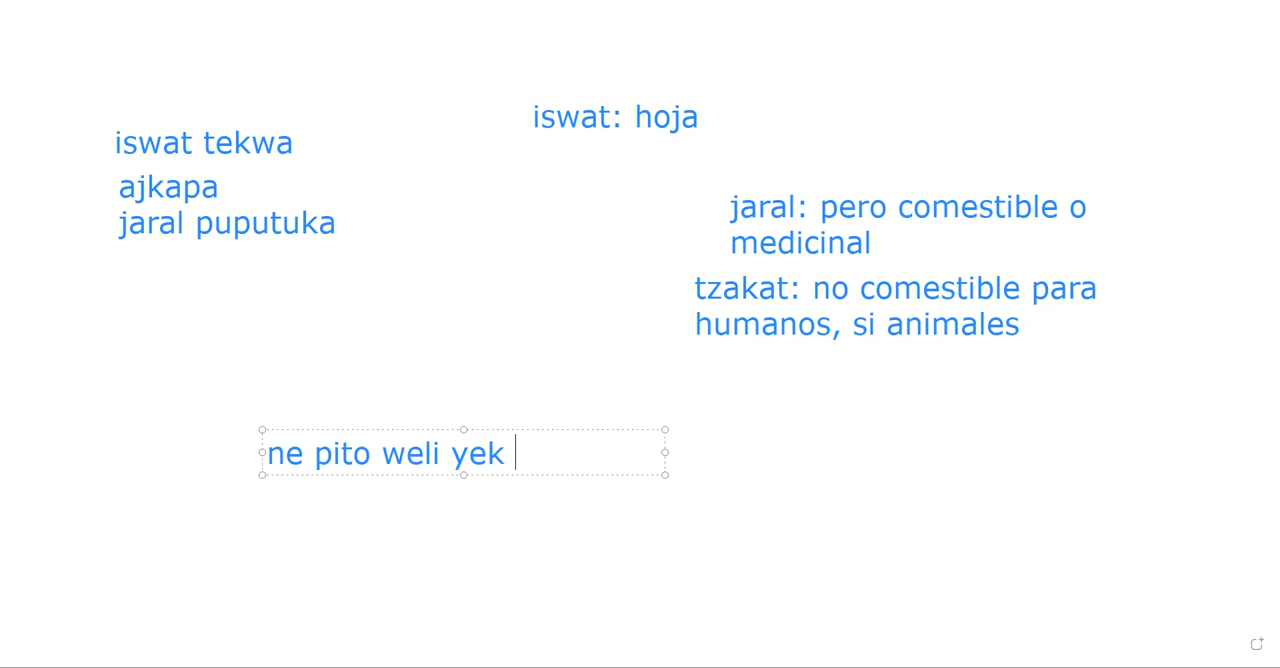 iswat: hoja
iswat tekwa
ajkapa
jaral puputuka
jaral: pero comestible o
medicinal
tzakat: no comestible para
humanos, si animales
ne pito weli yek